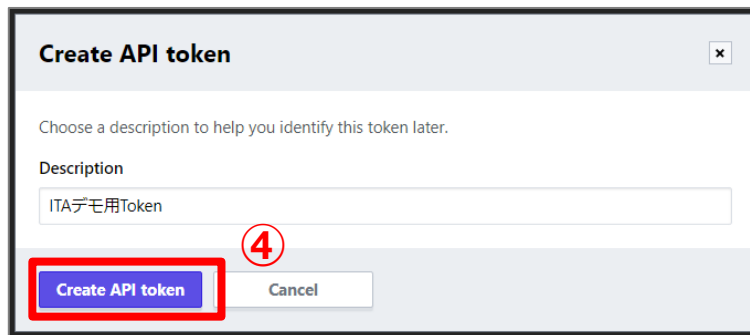 Create API token
×
Choose a description to help you identify this token later.
Description
ITAデモ用Token
④
Create API token
Cancel